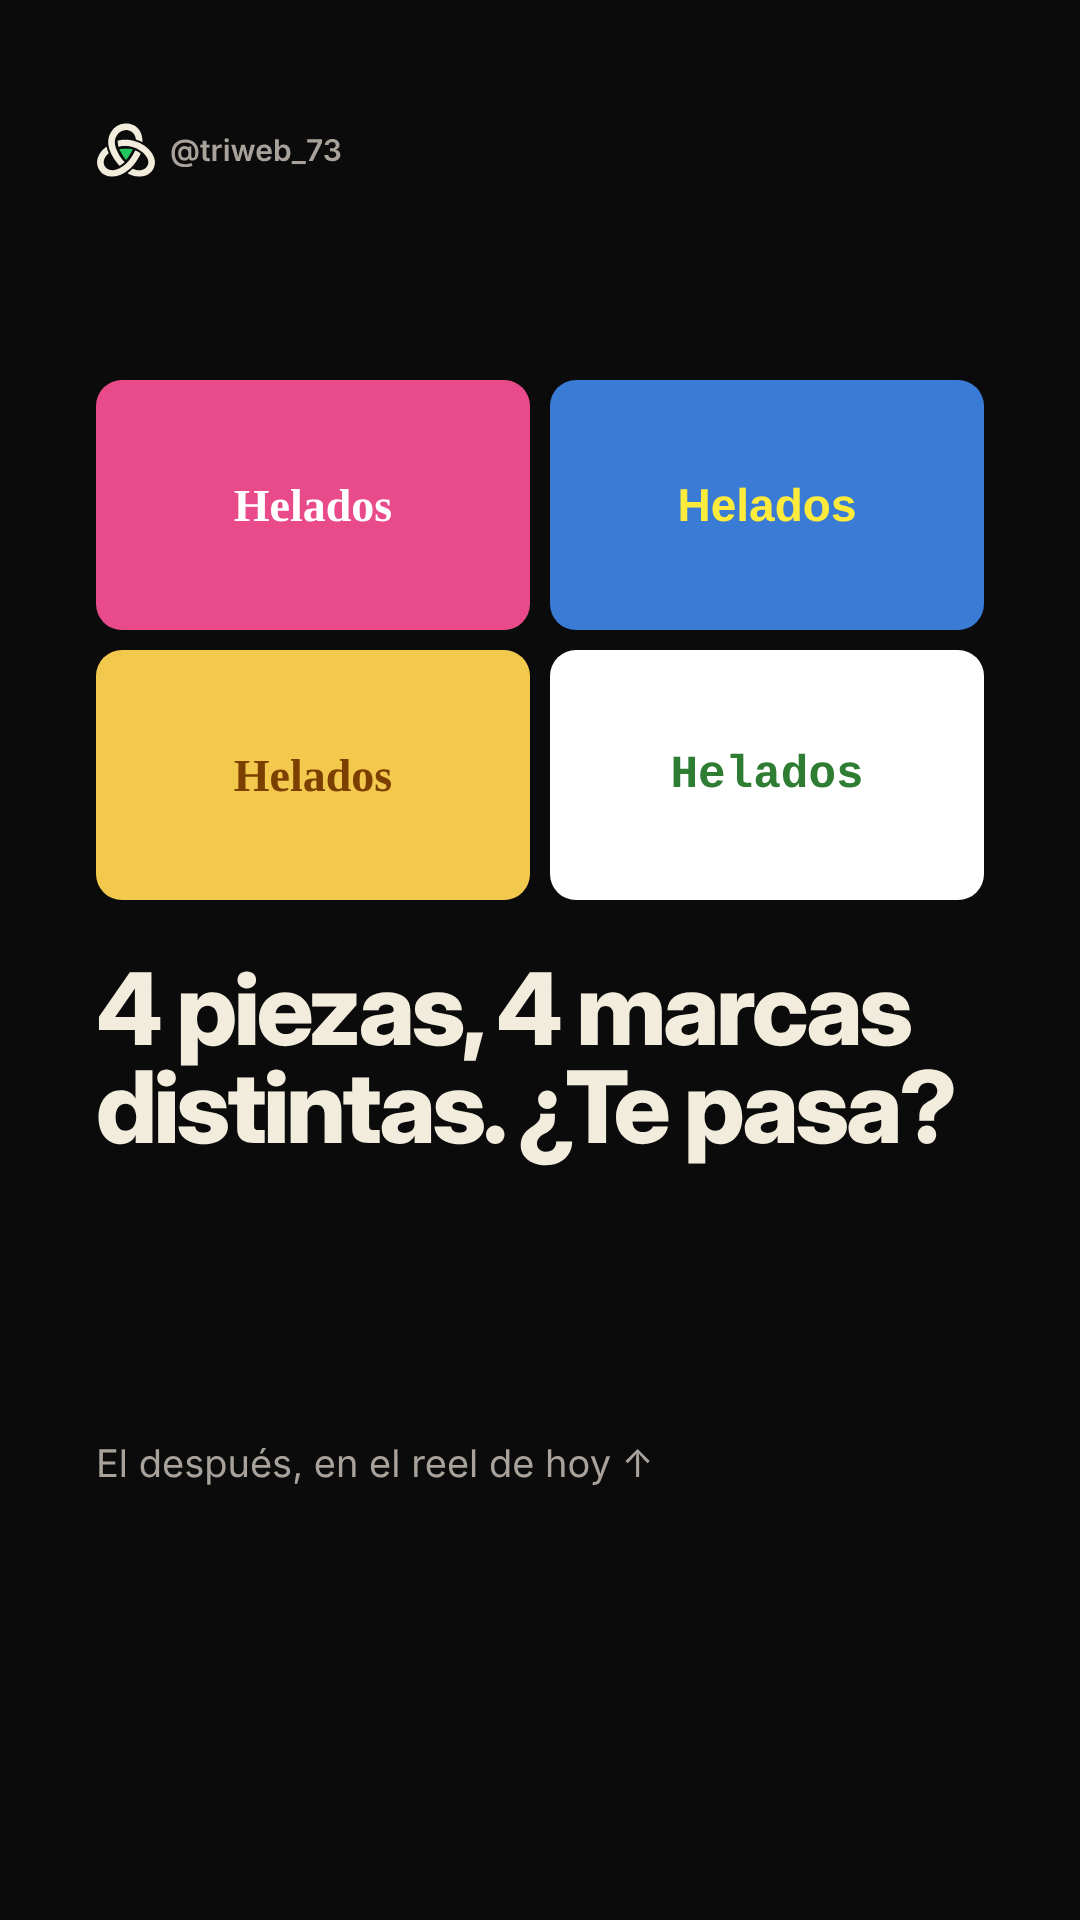 @triweb_73
Helados
Helados
Helados
Helados
4 piezas, 4 marcas
distintas. ¿Te pasa?
El después, en el reel de hoy ↑